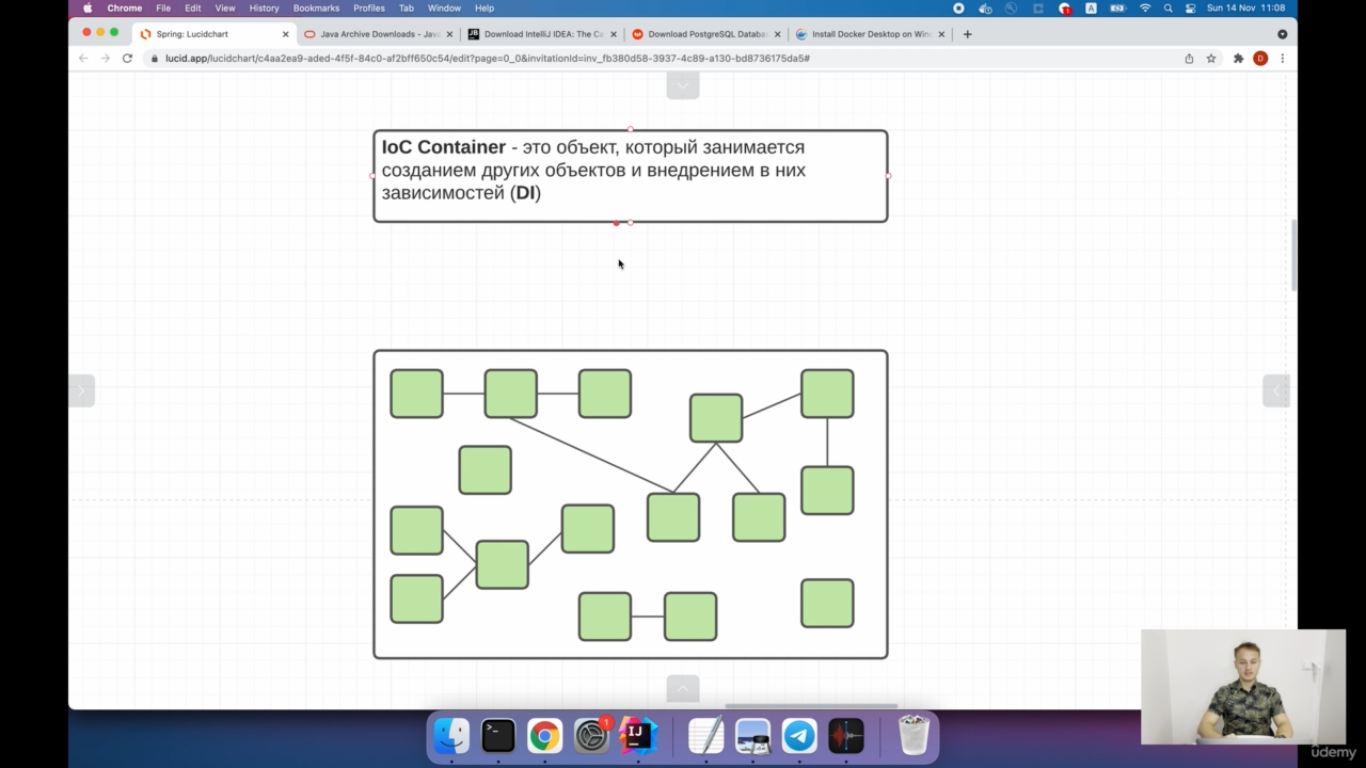 Chrome File Edit View History Bookmarks Profiles Tab Window Help
A
Sun 14 Nov 11:08
Spring: Lucidchart
Java Archive Downloads - Java
Download IntelliJ IDEA: The Ca
Download PostgreSQL Databa
Install Docker Desktop on Win
lucid.app/lucidchart/c4aa2ea9-aded-4f5f-84c0-af2bff650c54/edit?page=0_0&invitationId=inv_fb380d58-3937-4c89-a130-bd8736175da5#
D
IoC Container - это объект, который занимается
созданием других объектов и внедрением в них
зависимостей (DI)
1
IJ
ûdemy